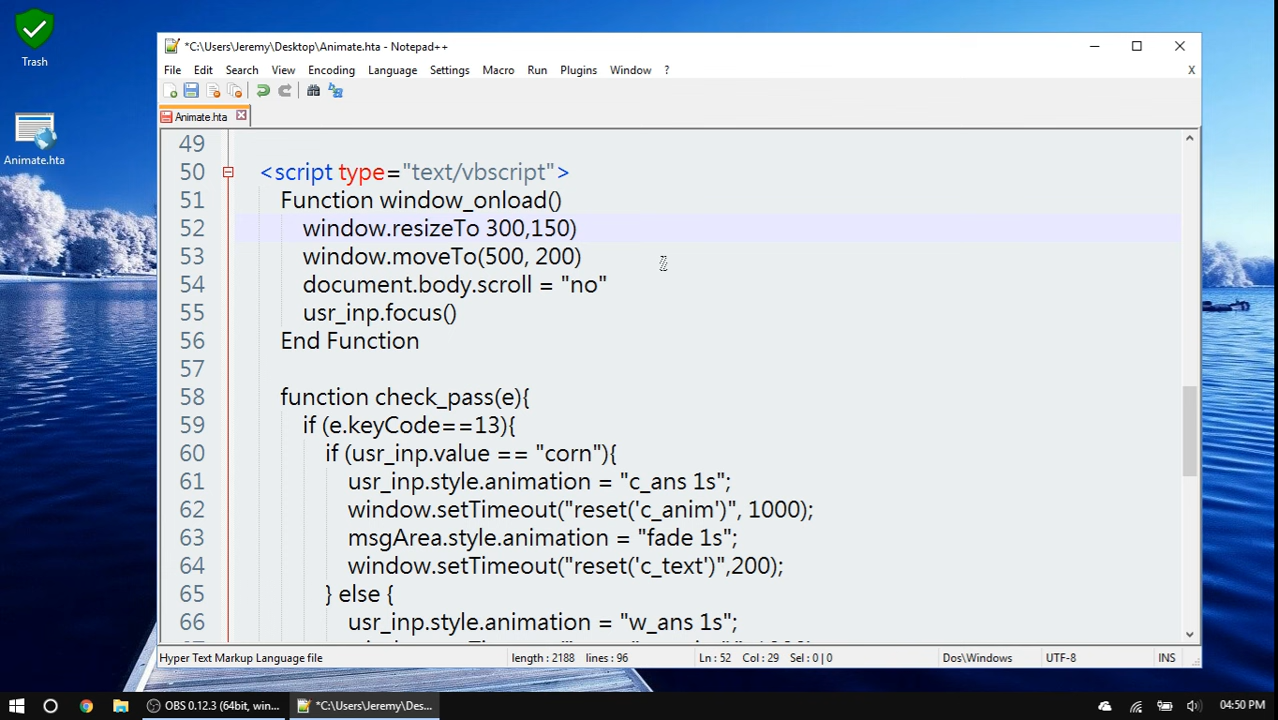 Trash
Animate.hta
*C:\Users\Jeremy\Desktop\Animate.hta - Notepad++
File Edit Search View Encoding Language Settings Macro Run Plugins Window ? X
Animate.hta
49
50 <script type="text/vbscript">
51 Function window_onload()
52 window.resizeTo 300,150)
53 window.moveTo(500, 200)
54 document.body.scroll = "no"
55 usr_inp.focus()
56 End Function
57
58 function check_pass(e){
59 if (e.keyCode==13){
60 if (usr_inp.value == "corn"){
61 usr_inp.style.animation = "c_ans 1s";
62 window.setTimeout("reset('c_anim')", 1000);
63 msgArea.style.animation = "fade 1s";
64 window.setTimeout("reset('c_text')",200);
65 } else {
66 usr_inp.style.animation = "w_ans 1s";
Hyper Text Markup Language file length : 2188 lines : 96 Ln : 52 Col : 29 Sel : 0 | 0 Dos\Windows UTF-8 INS
OBS 0.12.3 (64bit, win... *C:\Users\Jeremy\Des... 04:50 PM